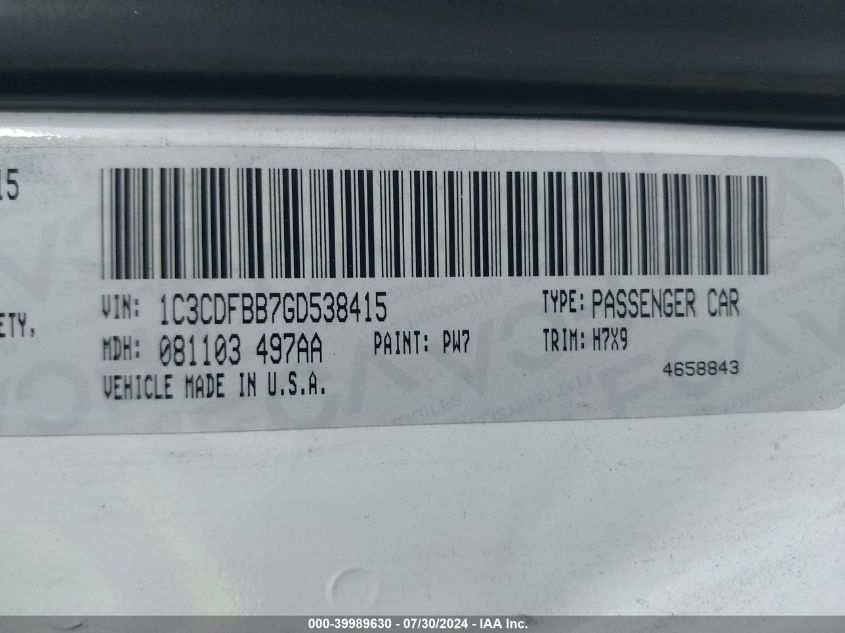 15
VIN: 1C3CDFBB7GD538415 TYPE: PASSENGER CAR
ETY,
MDH: 081103 497AA PAINT: PW7 TRIM: H7X9
VEHICLE MADE IN U.S.A. 4658843
000-39989630 - 07/30/2024 - IAA Inc.